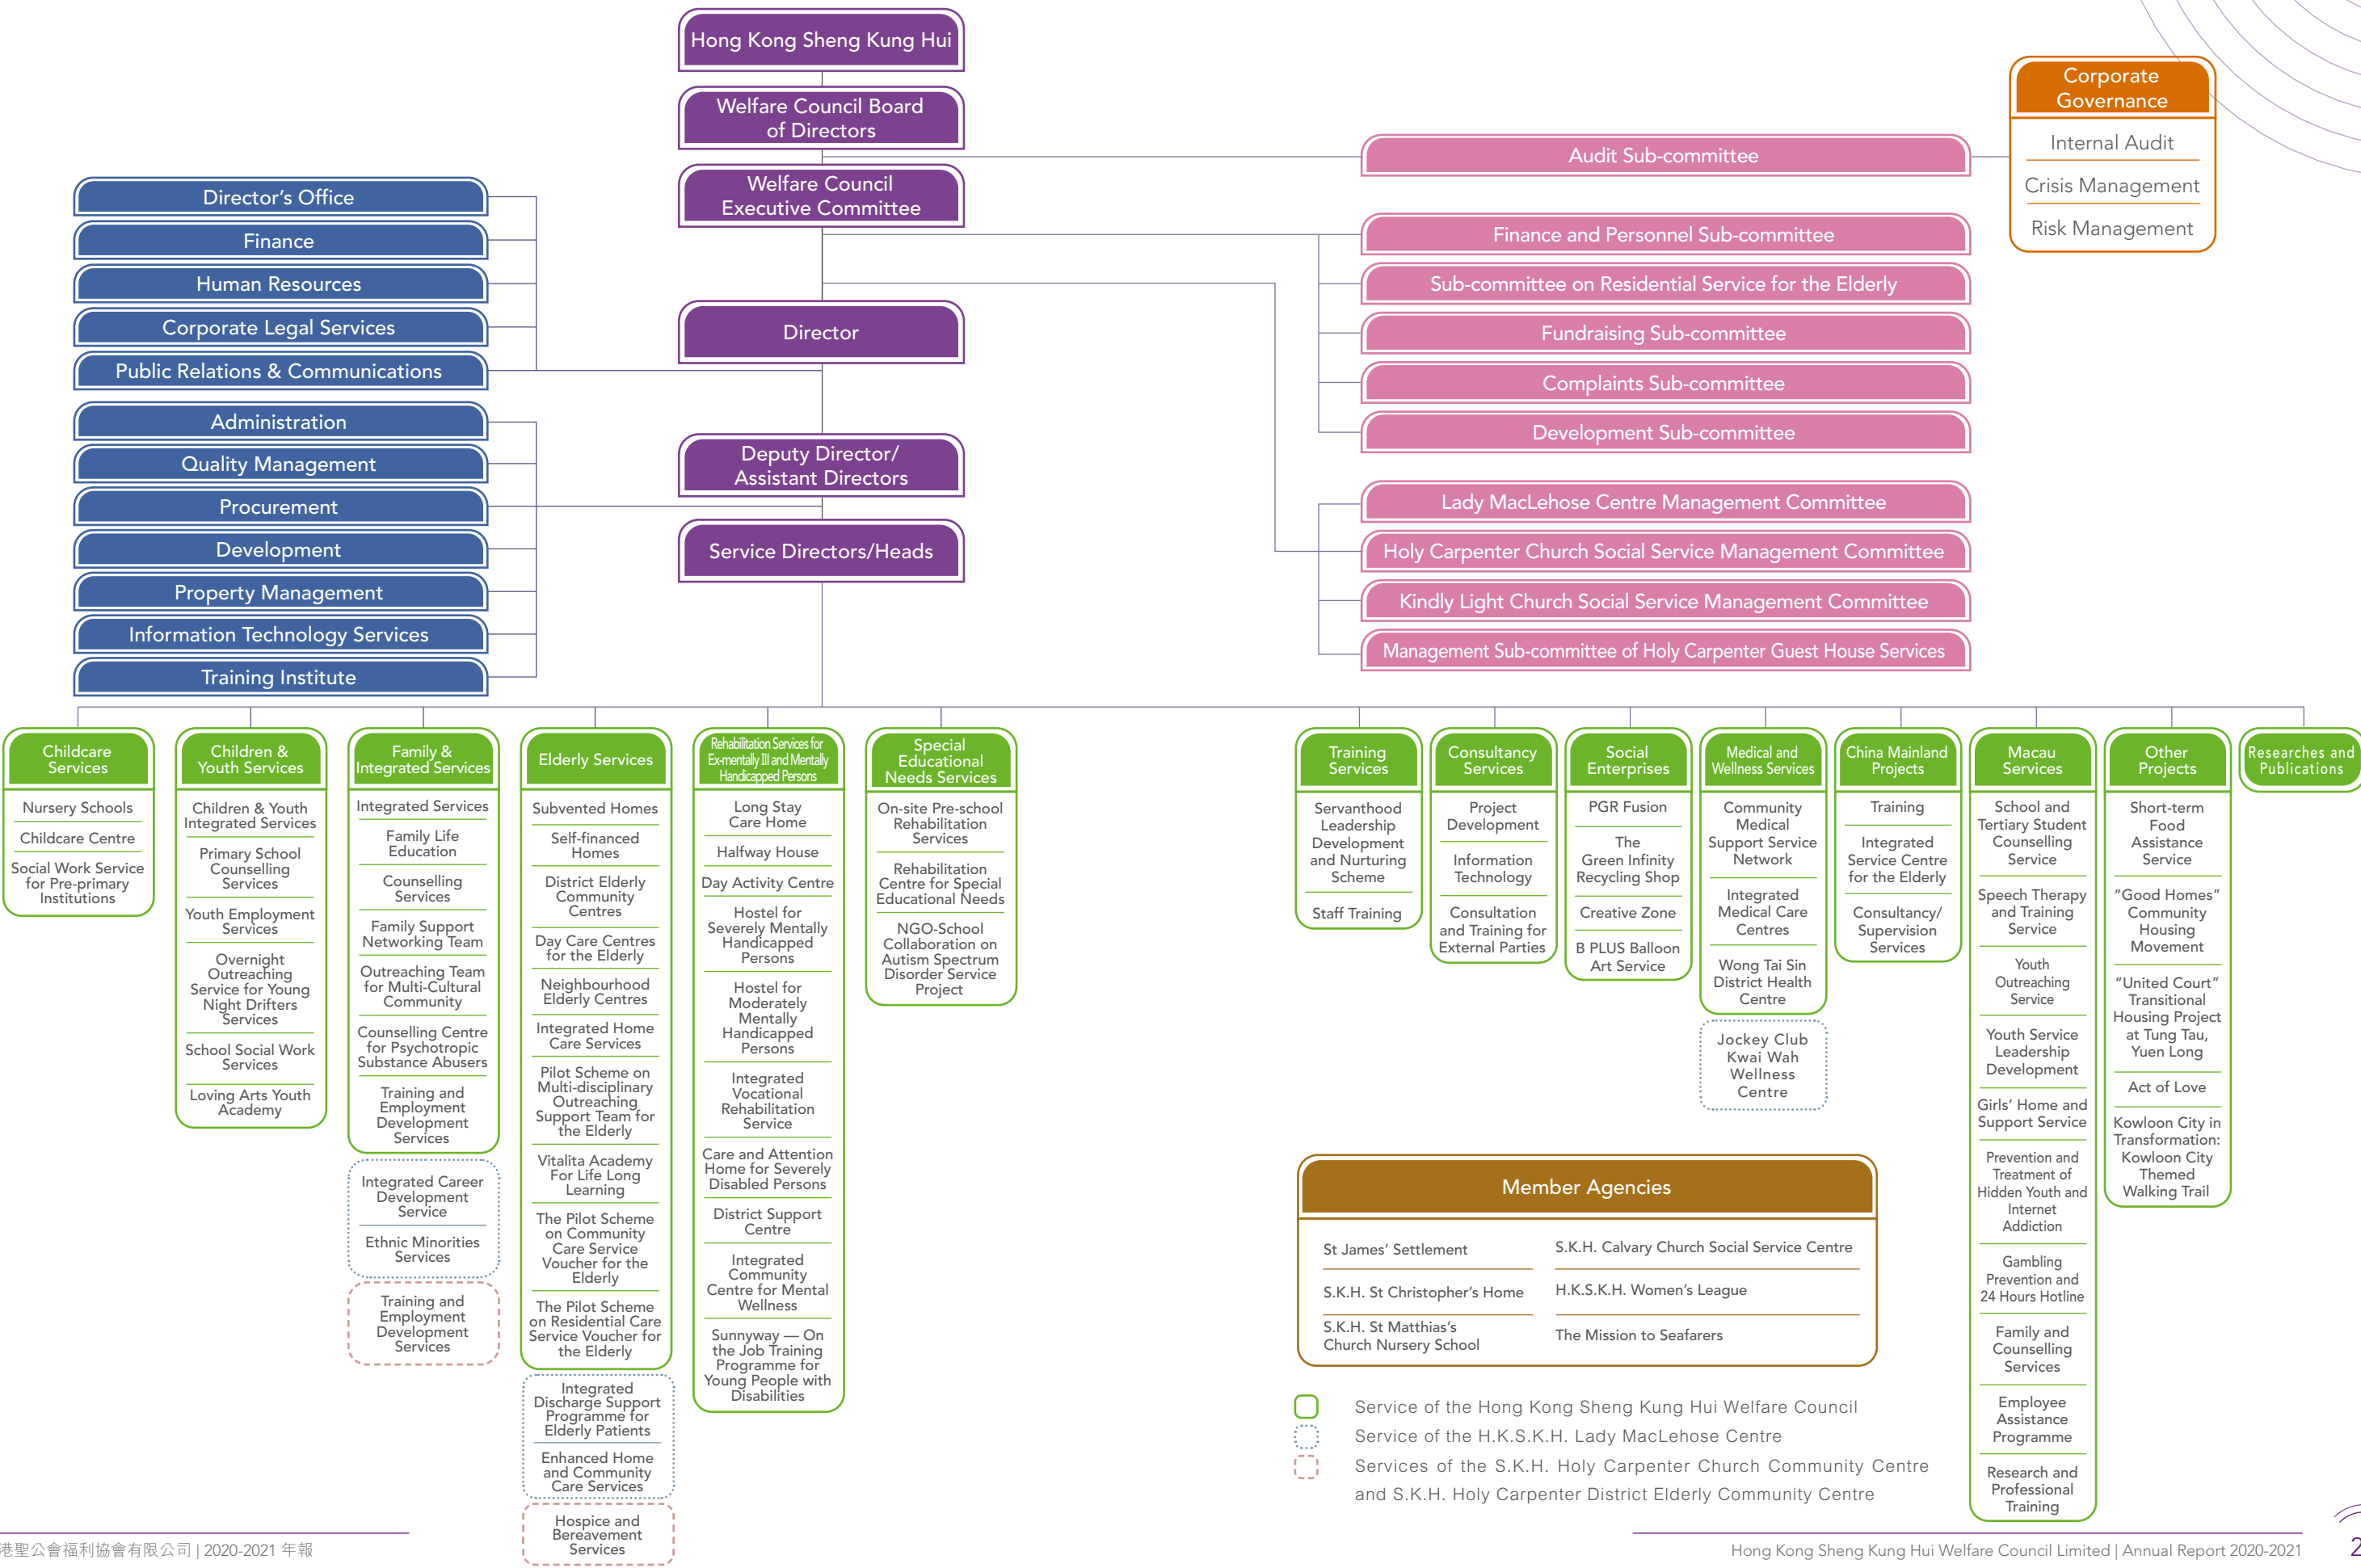 Hong Kong Sheng Kung Hui
Welfare Council Board
of Directors
Welfare Council
Executive Committee
Director
Deputy Director/
Assistant Directors
Service Directors/Heads
Corporate
Governance
Internal Audit
Crisis Management
Risk Management
Audit Sub-committee
Finance and Personnel Sub-committee
Sub-committee on Residential Service for the Elderly
Fundraising Sub-committee
Complaints Sub-committee
Development Sub-committee
Lady MacLehose Centre Management Committee
Holy Carpenter Church Social Service Management Committee
Kindly Light Church Social Service Management Committee
Management Sub-committee of Holy Carpenter Guest House Services
Director's Office
Finance
Human Resources
Corporate Legal Services
Public Relations & Communications
Administration
Quality Management
Procurement
Development
Property Management
Information Technology Services
Training Institute
Childcare
Services
Nursery Schools
Childcare Centre
Social Work Service
for Pre-primary
Institutions
Children &
Youth Services
Children & Youth
Integrated Services
Primary School
Counselling
Services
Youth Employment
Services
Overnight
Outreaching
Service for Young
Night Drifters
Services
School Social Work
Services
Loving Arts Youth
Academy
Family &
Integrated Services
Integrated Services
Family Life
Education
Counselling
Services
Family Support
Networking Team
Outreaching Team
for Multi-Cultural
Community
Counselling Centre
for Psychotropic
Substance Abusers
Training and
Employment
Development
Services
Integrated Career
Development
Service
Ethnic Minorities
Services
Training and
Employment
Development
Services
Elderly Services
Subvented Homes
Self-financed
Homes
District Elderly
Community
Centres
Day Care Centres
for the Elderly
Neighbourhood
Elderly Centres
Integrated Home
Care Services
Pilot Scheme on
Multi-disciplinary
Outreaching
Support Team for
the Elderly
Vitalita Academy
For Life Long
Learning
The Pilot Scheme
on Community
Care Service
Voucher for the
Elderly
The Pilot Scheme
on Residential Care
Service Voucher for
the Elderly
Integrated
Discharge Support
Programme for
Elderly Patients
Enhanced Home
and Community
Care Services
Hospice and
Bereavement
Services
Rehabilitation Services for
Ex-mentally Ill and Mentally
Handicapped Persons
Long Stay
Care Home
Halfway House
Day Activity Centre
Hostel for
Severely Mentally
Handicapped
Persons
Hostel for
Moderately
Mentally
Handicapped
Persons
Integrated
Vocational
Rehabilitation
Service
Care and Attention
Home for Severely
Disabled Persons
District Support
Centre
Integrated
Community
Centre for Mental
Wellness
Sunnyway — On
the Job Training
Programme for
Young People with
Disabilities
Special
Educational
Needs Services
On-site Pre-school
Rehabilitation
Services
Rehabilitation
Centre for Special
Educational Needs
NGO-School
Collaboration on
Autism Spectrum
Disorder Service
Project
Training
Services
Servanthood
Leadership
Development
and Nurturing
Scheme
Staff Training
Consultancy
Services
Project
Development
Information
Technology
Consultation
and Training for
External Parties
Social
Enterprises
PGR Fusion
The
Green Infinity
Recycling Shop
Creative Zone
B PLUS Balloon
Art Service
Medical and
Wellness Services
Community
Medical
Support Service
Network
Integrated
Medical Care
Centres
Wong Tai Sin
District Health
Centre
Jockey Club
Kwai Wah
Wellness
Centre
China Mainland
Projects
Training
Integrated
Service Centre
for the Elderly
Consultancy/
Supervision
Services
Macau
Services
School and
Tertiary Student
Counselling
Service
Speech Therapy
and Training
Service
Youth
Outreaching
Service
Youth Service
Leadership
Development
Girls' Home and
Support Service
Prevention and
Treatment of
Hidden Youth and
Internet
Addiction
Gambling
Prevention and
24 Hours Hotline
Family and
Counselling
Services
Employee
Assistance
Programme
Research and
Professional
Training
Other
Projects
Short-term
Food
Assistance
Service
“Good Homes”
Community
Housing
Movement
“United Court”
Transitional
Housing Project
at Tung Tau,
Yuen Long
Act of Love
Kowloon City in
Transformation:
Kowloon City
Themed
Walking Trail
Researches and
Publications
Member Agencies
St James' Settlement
S.K.H. Calvary Church Social Service Centre
S.K.H. St Christopher's Home
H.K.S.K.H. Women's League
S.K.H. St Matthias's
Church Nursery School
The Mission to Seafarers
Service of the Hong Kong Sheng Kung Hui Welfare Council
Service of the H.K.S.K.H. Lady MacLehose Centre
Services of the S.K.H. Holy Carpenter Church Community Centre
and S.K.H. Holy Carpenter District Elderly Community Centre
港聖公會福利協會有限公司 | 2020-2021 年報
Hong Kong Sheng Kung Hui Welfare Council Limited | Annual Report 2020-2021
2